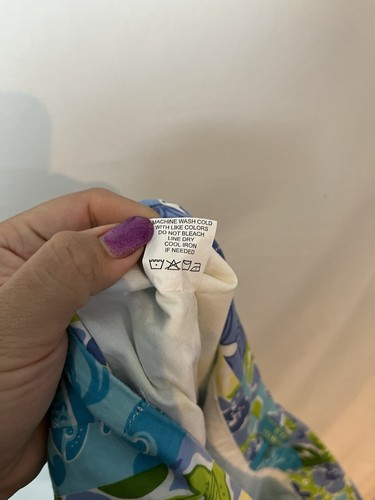 MACHINE WASH COLD
WITH LIKE COLORS
DO NOT BLEACH
LINE DRY
COOL IRON
IF NEEDED